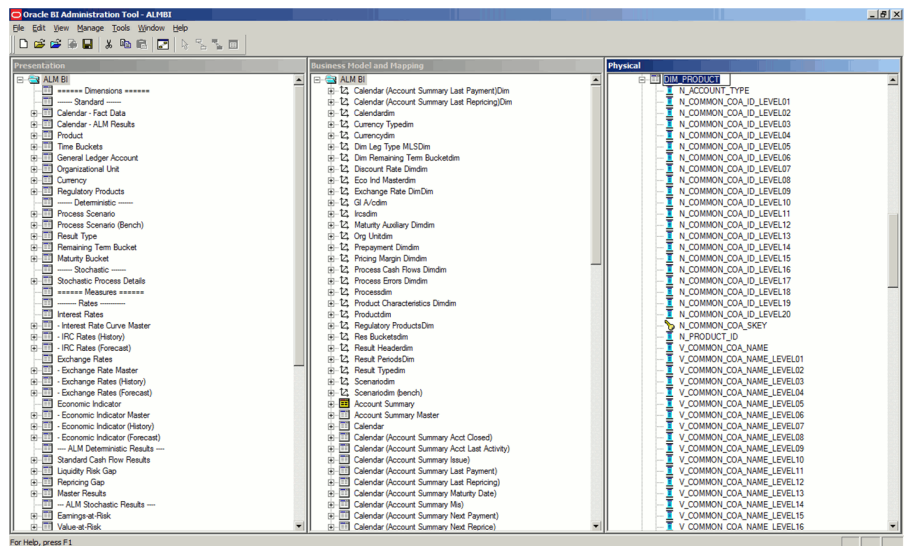 Oracle BI Administration Tool - ALMBI
File Edit View Manage Tools Window Help
Presentation
ALM BI
====== Dimensions ======
------ Standard ------
Calendar - Fact Data
Calendar - ALM Results
Product
Time Buckets
General Ledger Account
Organizational Unit
Currency
Regulatory Products
------ Deterministic ------
Process Scenario
Process Scenario (Bench)
Result Type
Remaining Term Bucket
Maturity Bucket
------ Stochastic ------
Stochastic Process Details
====== Measures ======
--------- Rates -----------
Interest Rates
- Interest Rate Curve Master
- IRC Rates (History)
- IRC Rates (Forecast)
Exchange Rates
- Exchange Rate Master
- Exchange Rates (History)
- Exchange Rates (Forecast)
Economic Indicator
- Economic Indicator Master
- Economic Indicator (History)
- Economic Indicator (Forecast)
---- ALM Deteministic Results ----
Standard Cash Flow Results
Liquidity Risk Gap
Repricing Gap
Master Results
--- ALM Stochastic Results ----
Earnings-at-Risk
Value-at-Risk
Business Model and Mapping
ALM BI
Calendar (Account Summary Last Payment)Dim
Calendar (Account Summary Last Repricing)Dim
Calendardim
Currency Typedim
Currencydim
Dim Leg Type MLSDim
Dim Remaining Term Bucketdim
Discount Rate Dimdim
Eco Ind Masterdim
Exchange Rate DimDim
Gl A/cdim
Ircsdim
Maturity Auxiliary Dimdim
Org Unitdim
Prepayment Dimdim
Pricing Margin Dimdim
Process Cash Flows Dimdim
Process Errors Dimdim
Processdim
Product Characteristics Dimdim
Productdim
Regulatory ProductsDim
Res Bucketsdim
Result Headerdim
Result PeriodsDim
Result Typedim
Scenariodim
Scenariodim (bench)
Account Summary
Account Summary Master
Calendar
Calendar (Account Summary Acct Closed)
Calendar (Account Summary Acct Last Activity)
Calendar (Account Summary Issue)
Calendar (Account Summary Last Payment)
Calendar (Account Summary Last Repricing)
Calendar (Account Summary Maturity Date)
Calendar (Account Summary Mis)
Calendar (Account Summary Next Payment)
Calendar (Account Summary Next Reprice)
Physical
DIM_PRODUCT
N_ACCOUNT_TYPE
N_COMMON_COA_ID_LEVEL01
N_COMMON_COA_ID_LEVEL02
N_COMMON_COA_ID_LEVEL03
N_COMMON_COA_ID_LEVEL04
N_COMMON_COA_ID_LEVEL05
N_COMMON_COA_ID_LEVEL06
N_COMMON_COA_ID_LEVEL07
N_COMMON_COA_ID_LEVEL08
N_COMMON_COA_ID_LEVEL09
N_COMMON_COA_ID_LEVEL10
N_COMMON_COA_ID_LEVEL11
N_COMMON_COA_ID_LEVEL12
N_COMMON_COA_ID_LEVEL13
N_COMMON_COA_ID_LEVEL14
N_COMMON_COA_ID_LEVEL15
N_COMMON_COA_ID_LEVEL16
N_COMMON_COA_ID_LEVEL17
N_COMMON_COA_ID_LEVEL18
N_COMMON_COA_ID_LEVEL19
N_COMMON_COA_ID_LEVEL20
N_COMMON_COA_SKEY
N_PRODUCT_ID
V_COMMON_COA_NAME
V_COMMON_COA_NAME_LEVEL01
V_COMMON_COA_NAME_LEVEL02
V_COMMON_COA_NAME_LEVEL03
V_COMMON_COA_NAME_LEVEL04
V_COMMON_COA_NAME_LEVEL05
V_COMMON_COA_NAME_LEVEL06
V_COMMON_COA_NAME_LEVEL07
V_COMMON_COA_NAME_LEVEL08
V_COMMON_COA_NAME_LEVEL09
V_COMMON_COA_NAME_LEVEL10
V_COMMON_COA_NAME_LEVEL11
V_COMMON_COA_NAME_LEVEL12
V_COMMON_COA_NAME_LEVEL13
V_COMMON_COA_NAME_LEVEL14
V_COMMON_COA_NAME_LEVEL15
V_COMMON_COA_NAME_LEVEL16
For Help, press F1